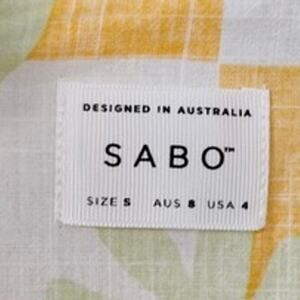 DESIGNED IN AUSTRALIA
SABO™
SIZE S AUS 8 USA 4